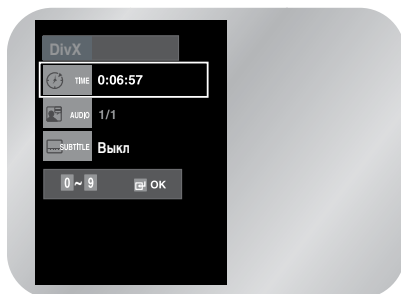 DivX
TIME 0:06:57
AUDIO 1/1
SUBTITLE Выкл
0 ~ 9 OK